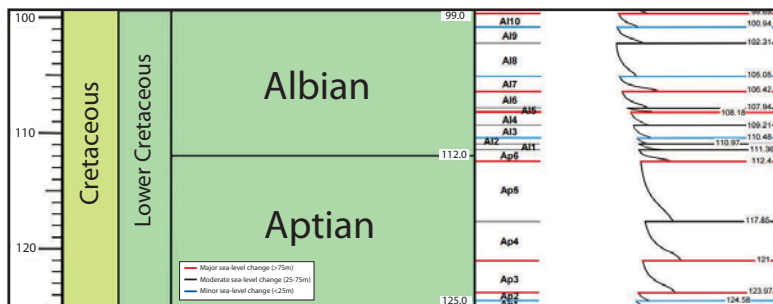 100
110
120
Cretaceous
Lower Cretaceous
99.0
Albian
112.0
Aptian
125.0
Major sea-level change (>75m)
Moderate sea-level change (25-75m)
Minor sea-level change (<25m)
Al10
Al9
Al8
Al7
Al6
Al5
Al4
Al3
Al2
Al1
Ap6
Ap5
Ap4
Ap3
Ap2
100.94
102.31
105.05
106.42
107.94
108.18
109.21
110.48
110.97
111.36
112.4
117.85
121
123.97
124.58